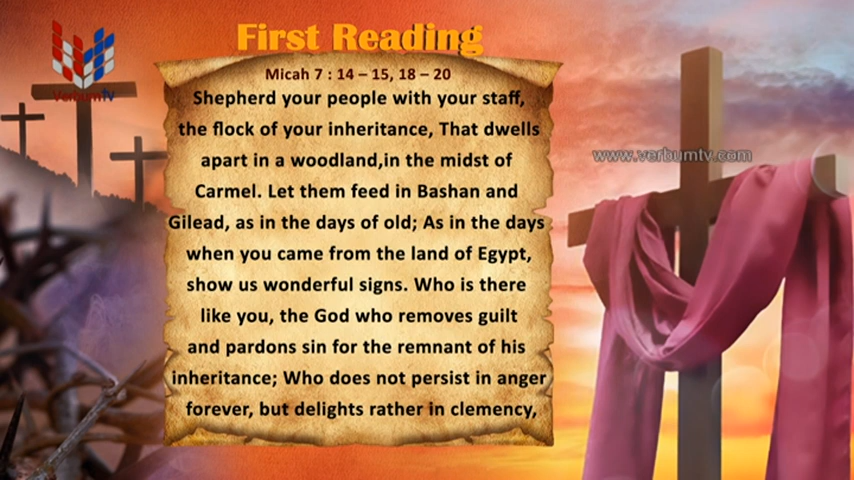 First Reading
Micah 7 : 14 – 15, 18 – 20
Shepherd your people with your staff,
the flock of your inheritance, That dwells
apart in a woodland,in the midst of
Carmel. Let them feed in Bashan and
Gilead, as in the days of old; As in the days
when you came from the land of Egypt,
show us wonderful signs. Who is there
like you, the God who removes guilt
and pardons sin for the remnant of his
inheritance; Who does not persist in anger
forever, but delights rather in clemency,
VerbumTV
www.verbumtv.com